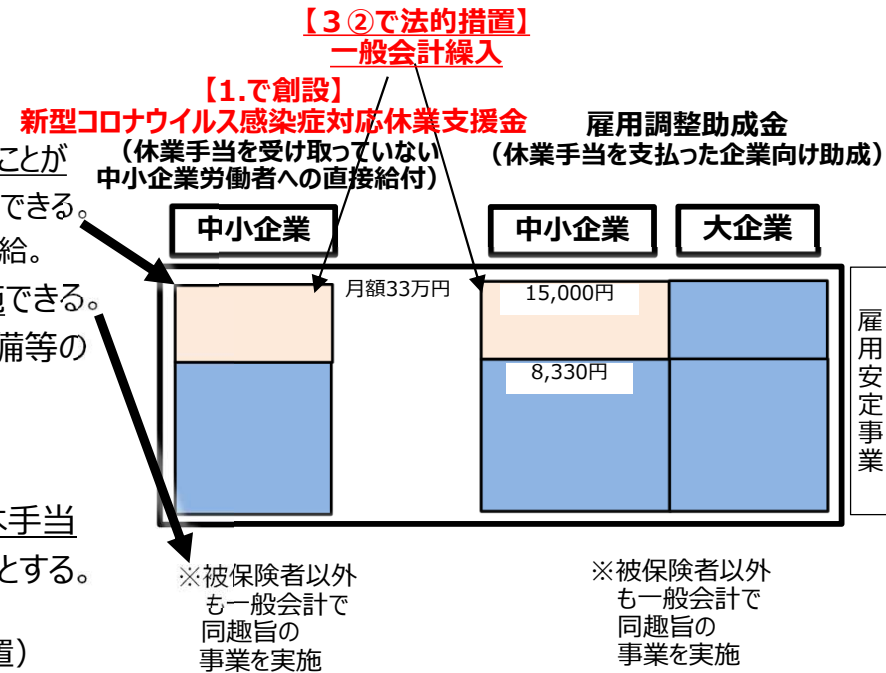 【３②で法的措置】
一般会計繰入
【1.で創設】
新型コロナウイルス感染症対応休業支援金
（休業手当を受け取っていない
中小企業労働者への直接給付）
雇用調整助成金
（休業手当を支払った企業向け助成）
ことが
できる。
給。
できる。
備等の
手当
とする。
置）
中小企業
中小企業
大企業
月額33万円
15,000円
8,330円
雇用安定事業
※被保険者以外
も一般会計で
同趣旨の
事業を実施
※被保険者以外
も一般会計で
同趣旨の
事業を実施